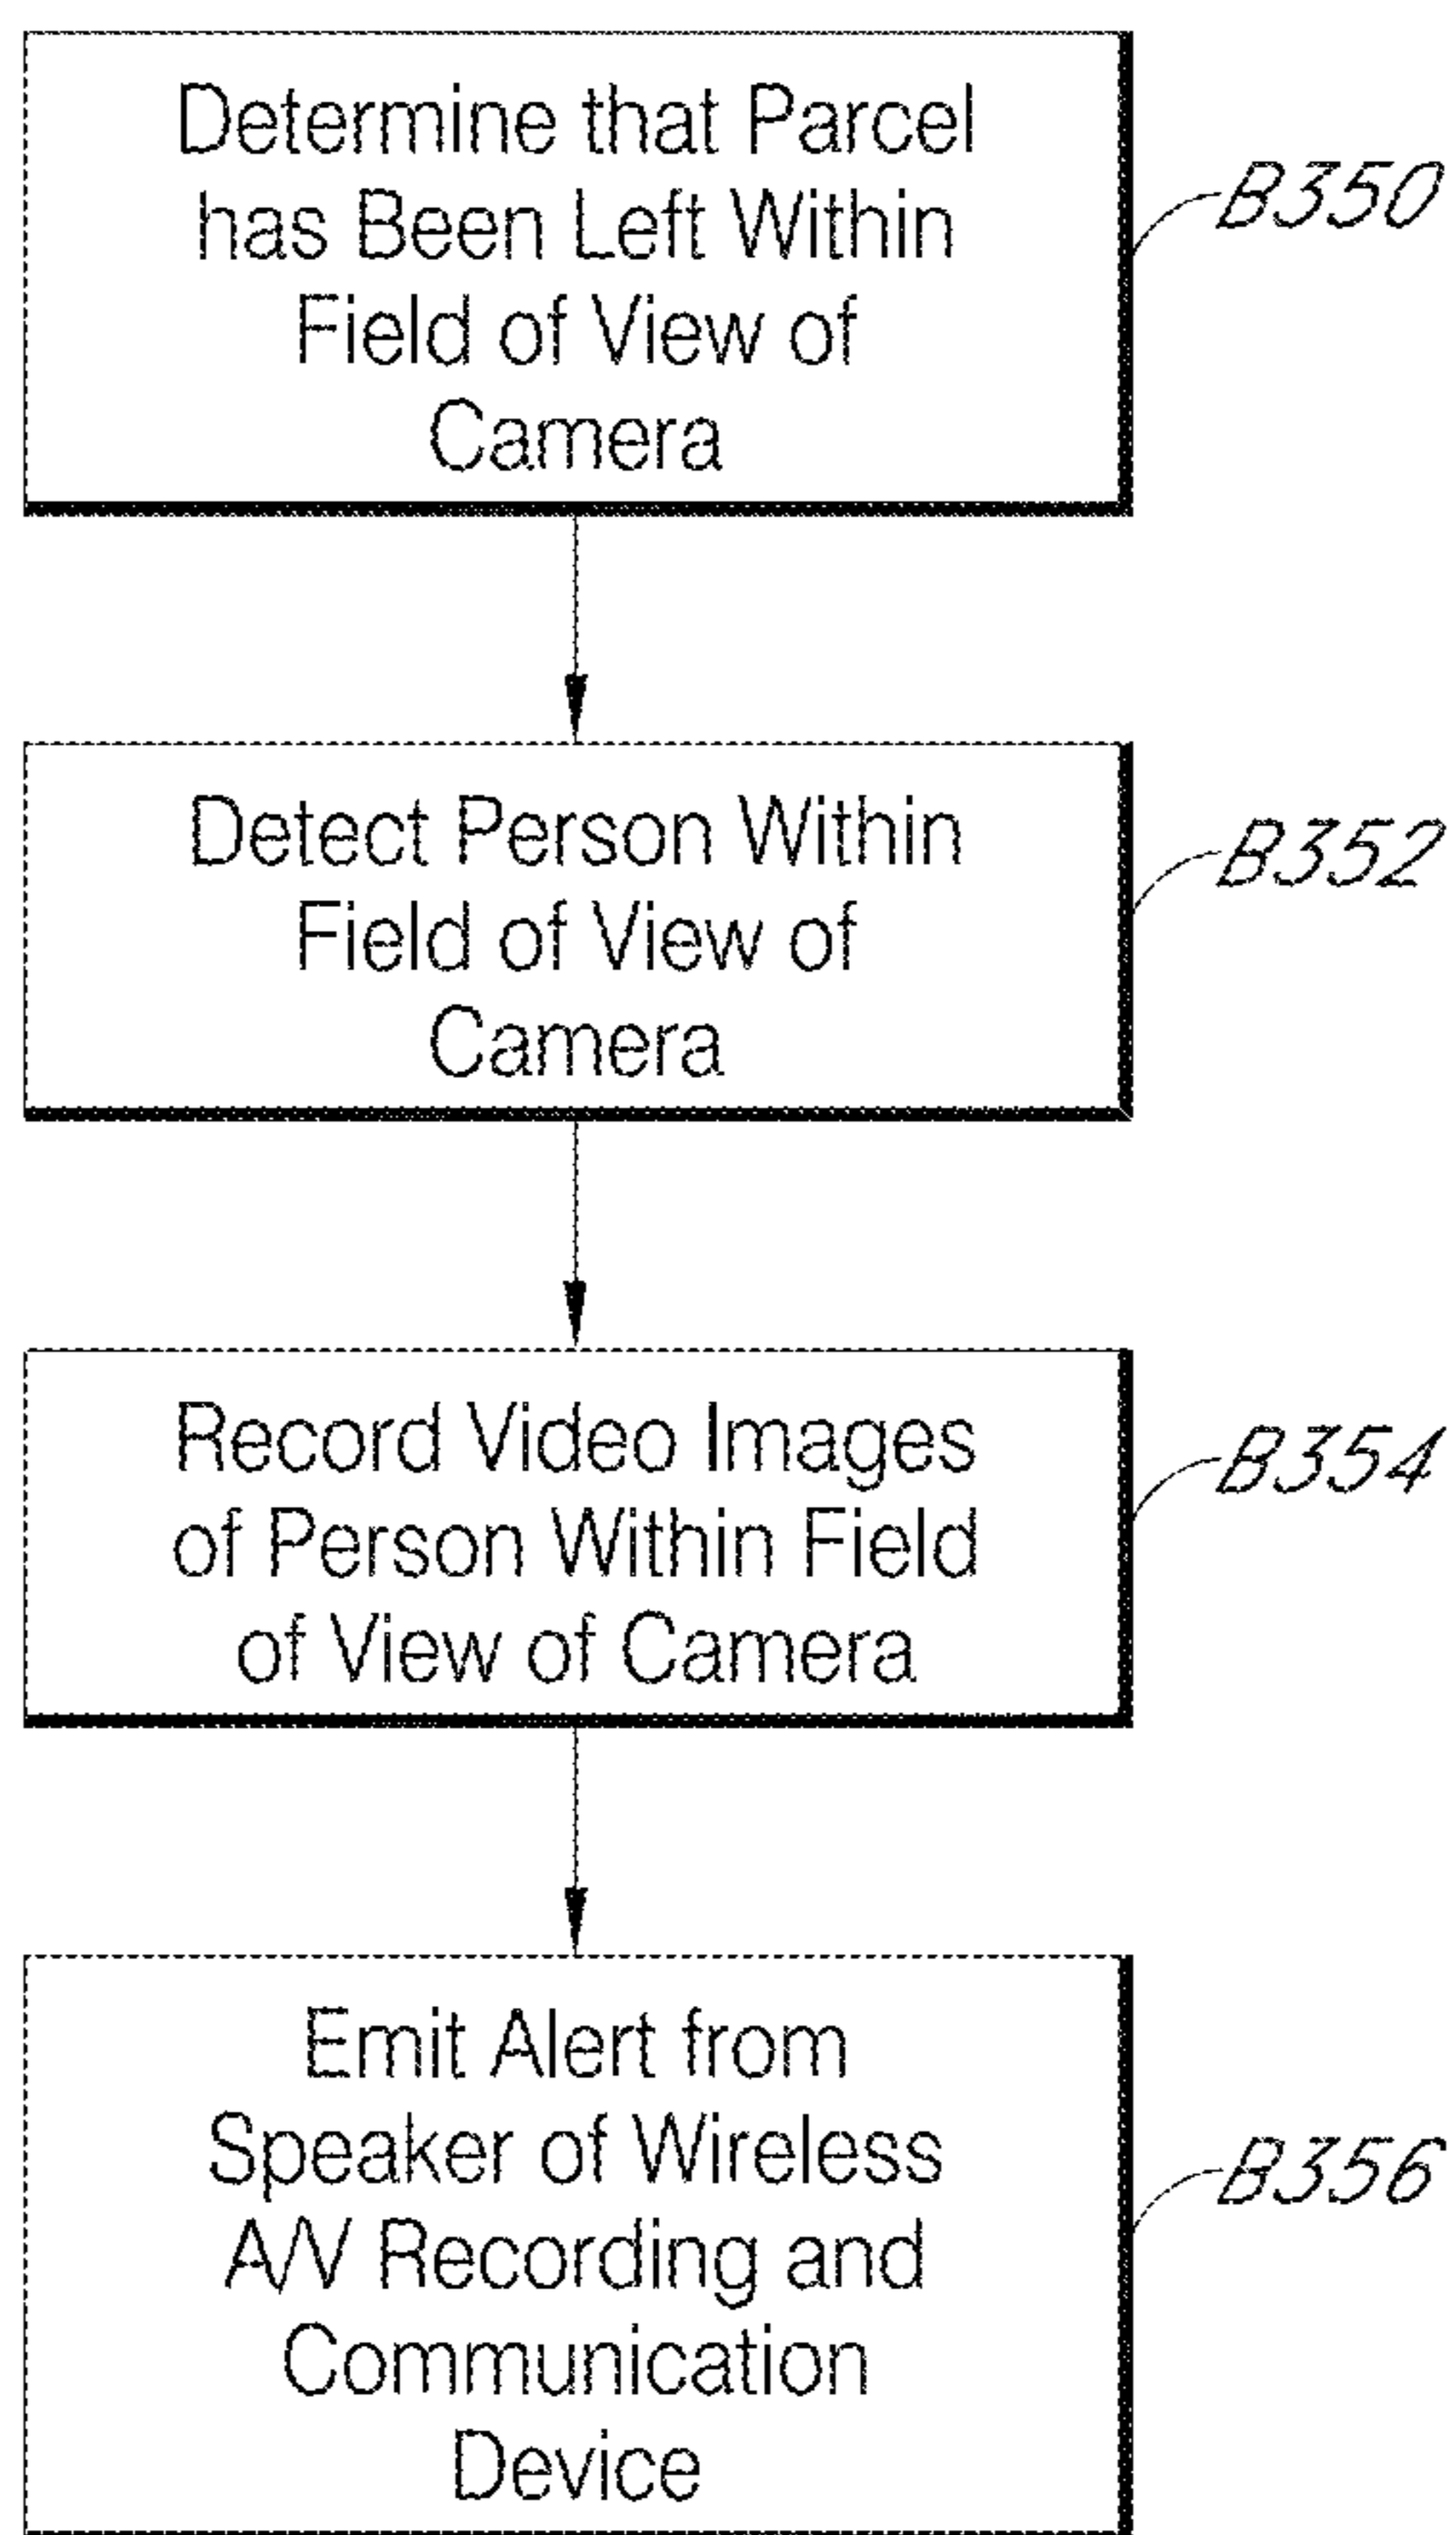 Determine that Parcel
has Been Left Within
Field of View of
Camera
B350
Detect Person Within
Field of View of
Camera
B352
Record Video Images
of Person Within Field
of View of Camera
B354
Emit Alert from
Speaker of Wireless
A/V Recording and
Communication
Device
B356